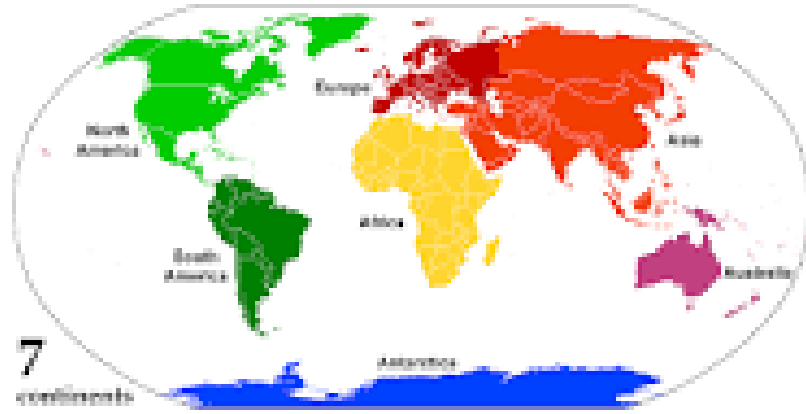 Europe
North
America
Asia
Africa
South
America
Australia
Antarctica
7
continents